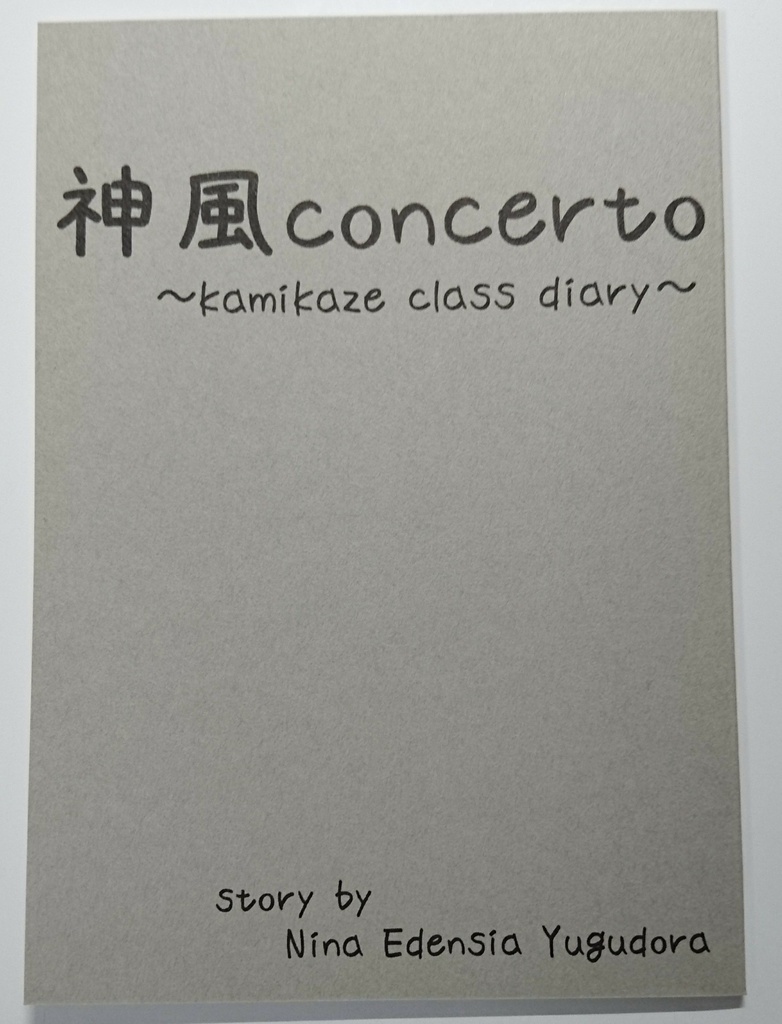 神風concerto
～kamikaze class diary～
story by
Nina Edensia Yugudora